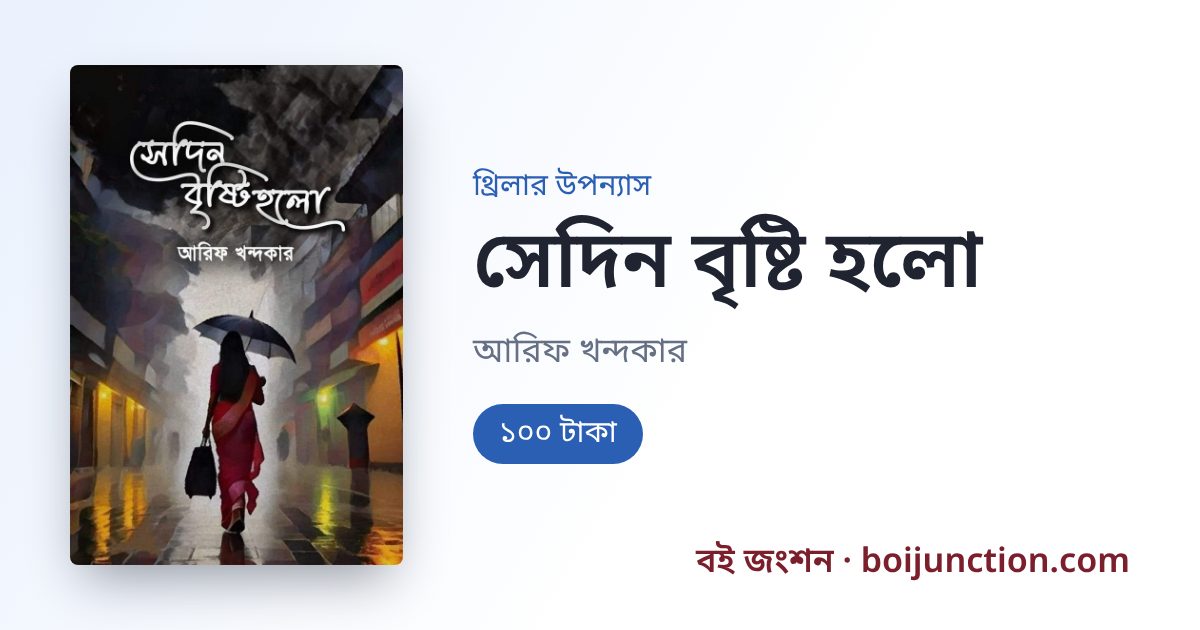 সেদিন
বৃষ্টি হলো
আরিফ খন্দকার
থ্রিলার উপন্যাস
সেদিন বৃষ্টি হলো
আরিফ খন্দকার
১০০ টাকা
বই জংশন · boijunction.com